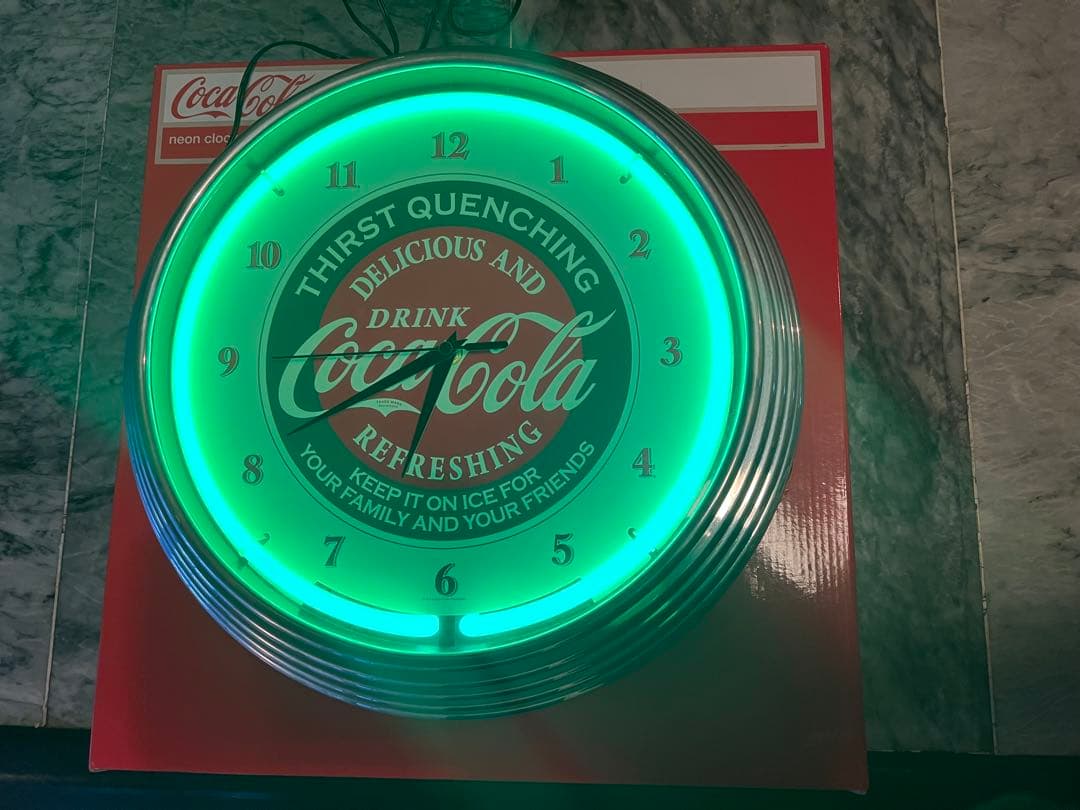 Coca-Cola
neon cloc
12
11
1
10
2
9
3
8
4
7
5
6
THIRST QUENCHING
DELICIOUS AND
DRINK
Coca-Cola
REFRESHING
KEEP IT ON ICE FOR
YOUR FAMILY AND YOUR FRIENDS